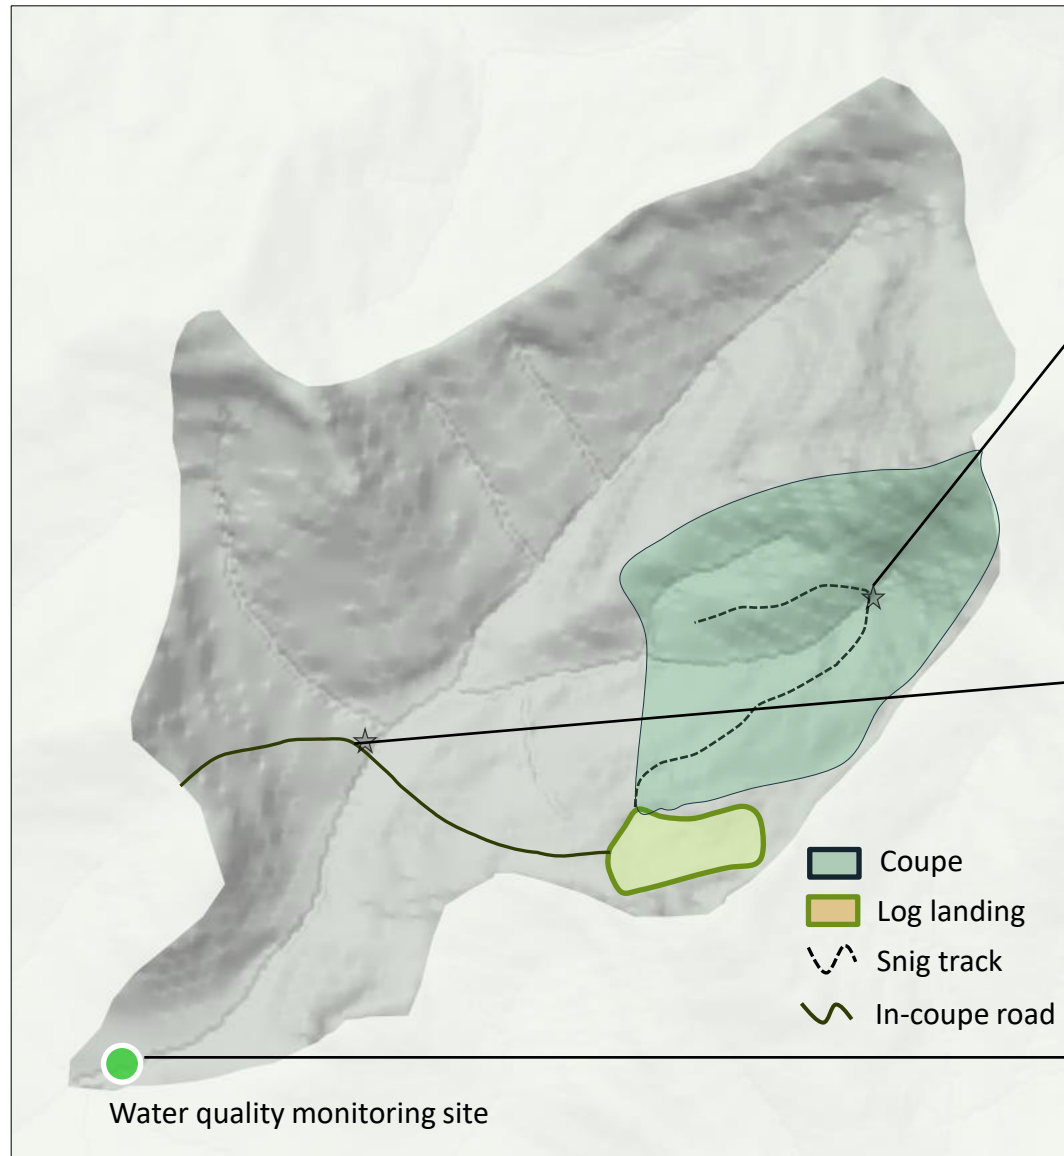 Coupe
Log landing
Snig track
In-coupe road
Water quality monitoring site